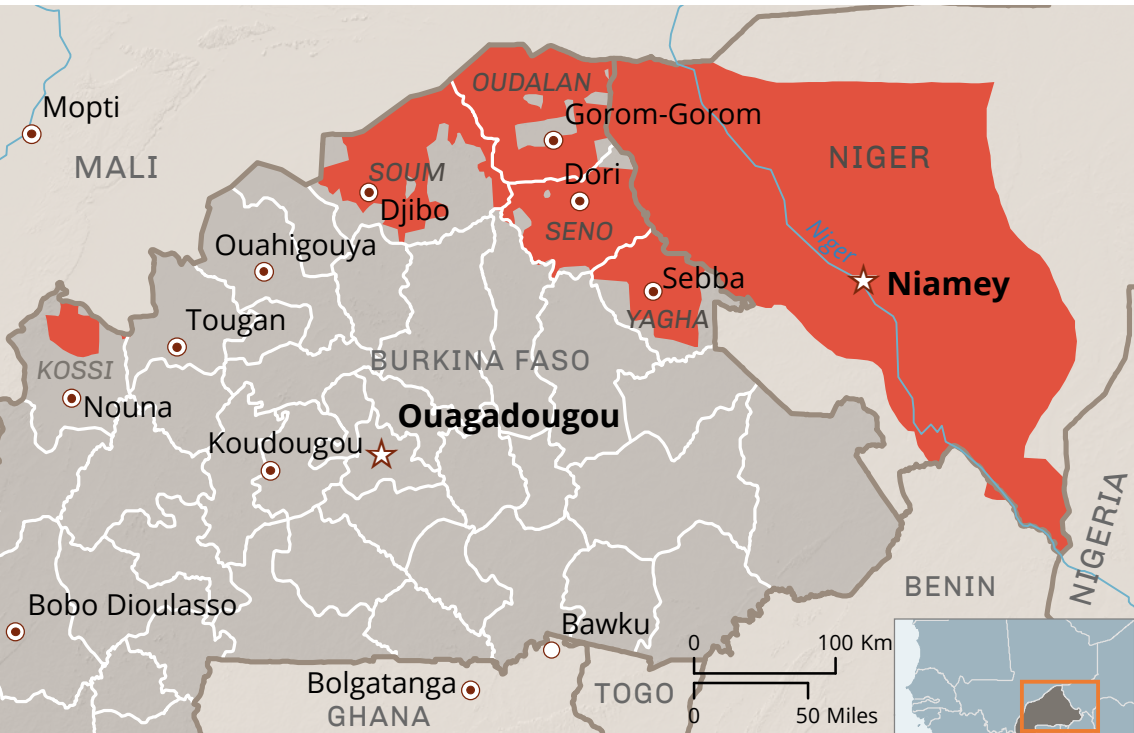 OUDALAN
Mopti
Gorom-Gorom
MALI
NIGER
SOUM
Dori
Djibo
SENO
Niger
Ouahigouya
Sebba
Niamey
Tougan
YAGHA
BURKINA FASO
KOSSI
Nouna
Ouagadougou
Koudougou
NIGERIA
BENIN
Bobo Dioulasso
Bawku
0 100 Km
Bolgatanga
TOGO
GHANA
0 50 Miles